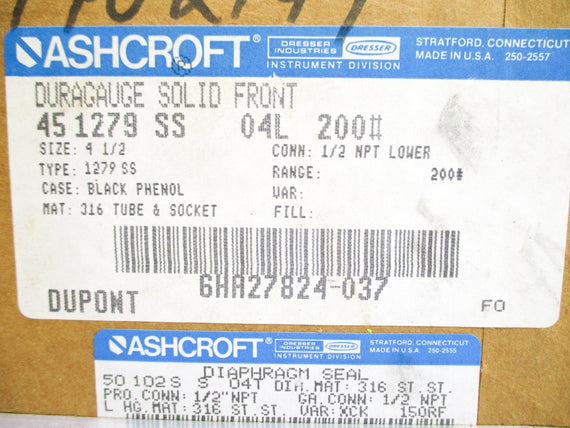 ASHCROFT®
DRESSER INDUSTRIES DRESSER
INSTRUMENT DIVISION
STRATFORD, CONNECTICUT
MADE IN U.S.A. 250-2557
DURAGAUGE SOLID FRONT
45 1279 SS 04L 200#
SIZE: 4 1/2 CONN: 1/2 NPT LOWER
TYPE: 1279 SS RANGE: 200#
CASE: BLACK PHENOL VAR:
MAT: 316 TUBE & SOCKET FILL:
6HA27824-037
DUPONT FO
ASHCROFT®
DRESSER INDUSTRIES DRESSER
INSTRUMENT DIVISION
STRATFORD, CONNECTICUT
MADE IN U.S.A. 250-2555
DIAPHRAGM SEAL
50 102S S 04T DIA.MAT: 316 ST.ST.
PRO.CONN: 1/2"NPT GA.CONN: 1/2 NPT
L HG.MAT: 316 ST.ST. VAR:XCK 150RF